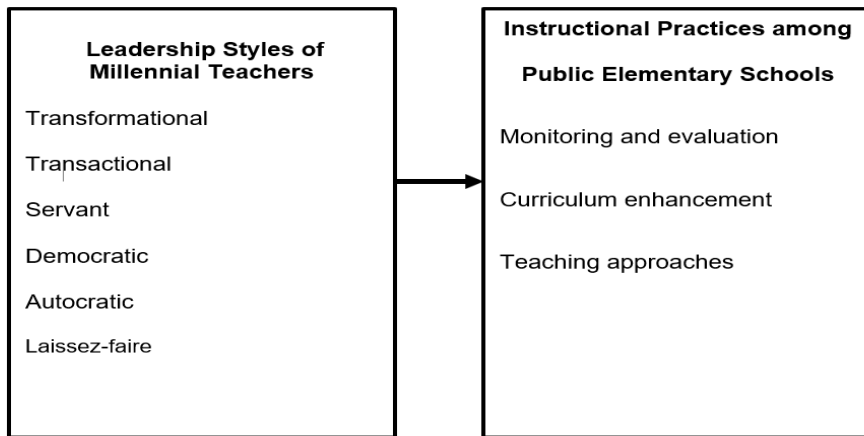 Leadership Styles of
Millennial Teachers
Transformational
Transactional
Servant
Democratic
Autocratic
Laissez-faire
Instructional Practices among
Public Elementary Schools
Monitoring and evaluation
Curriculum enhancement
Teaching approaches